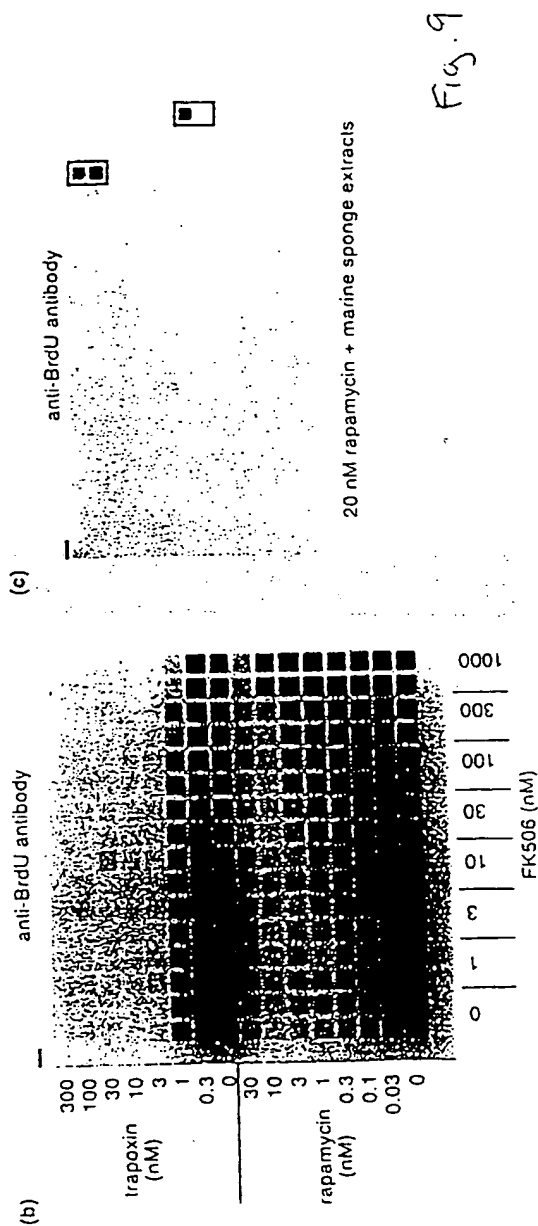 (b)
anti-BrdU antibody
trapoxin
(nM)
300
100
30
10
3
1
0.3
0
rapamycin
(nM)
30
10
3
1
0.3
0.1
0.03
0
0
1
3
10
30
100
300
1000
FK506 (nM)
(c)
anti-BrdU antibody
20 nM rapamycin + marine sponge extracts
Fig. 9